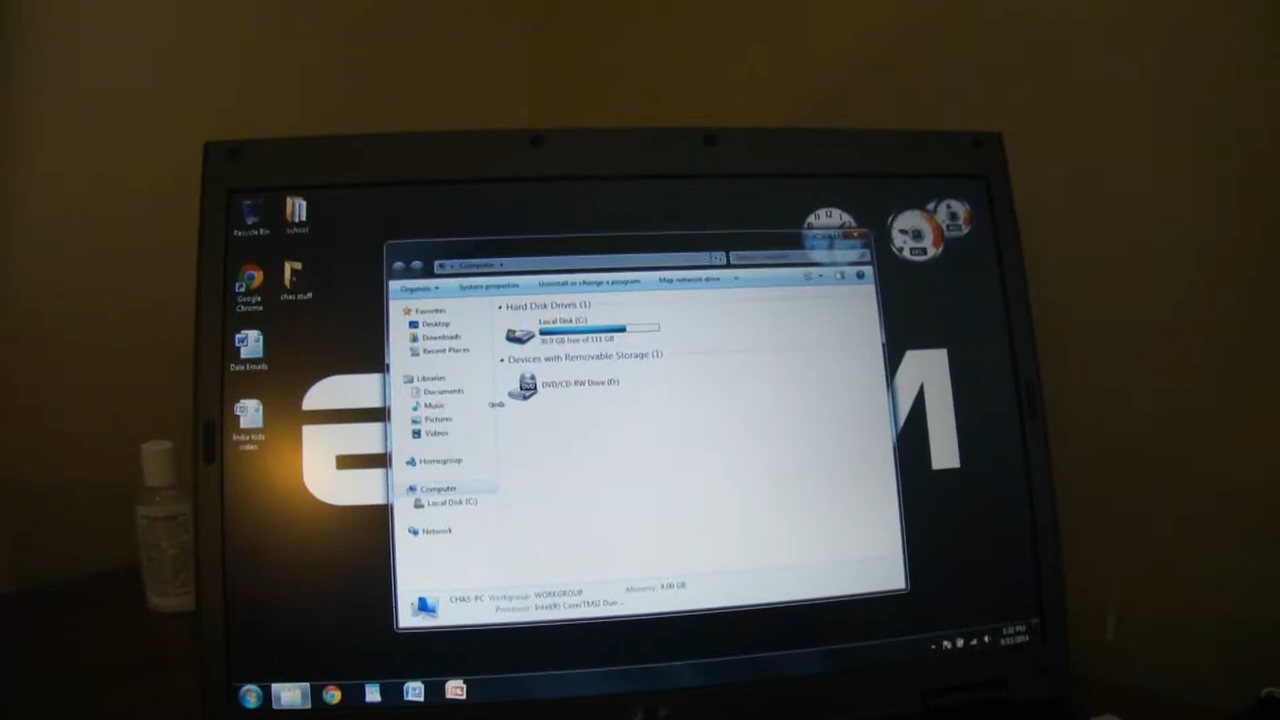 Recycle Bin
school
Google
Chrome
chas stuff
Dale Emails
video
Computer
Organize
System properties
Uninstall or change a program
Map network drive
Favorites
Desktop
Downloads
Recent Places
Libraries
Documents
Music
Pictures
Videos
Homegroup
Computer
Local Disk (C:)
Network
Hard Disk Drives (1)
Local Disk (C:)
30.9 GB free of 111 GB
Devices with Removable Storage (1)
DVD/CD-RW Drive (D:)
DVD
12
CHAS-PC Workgroup: WORKGROUP Memory: 4.00 GB
Processor: Intel(R) Core(TM)2 Duo ...